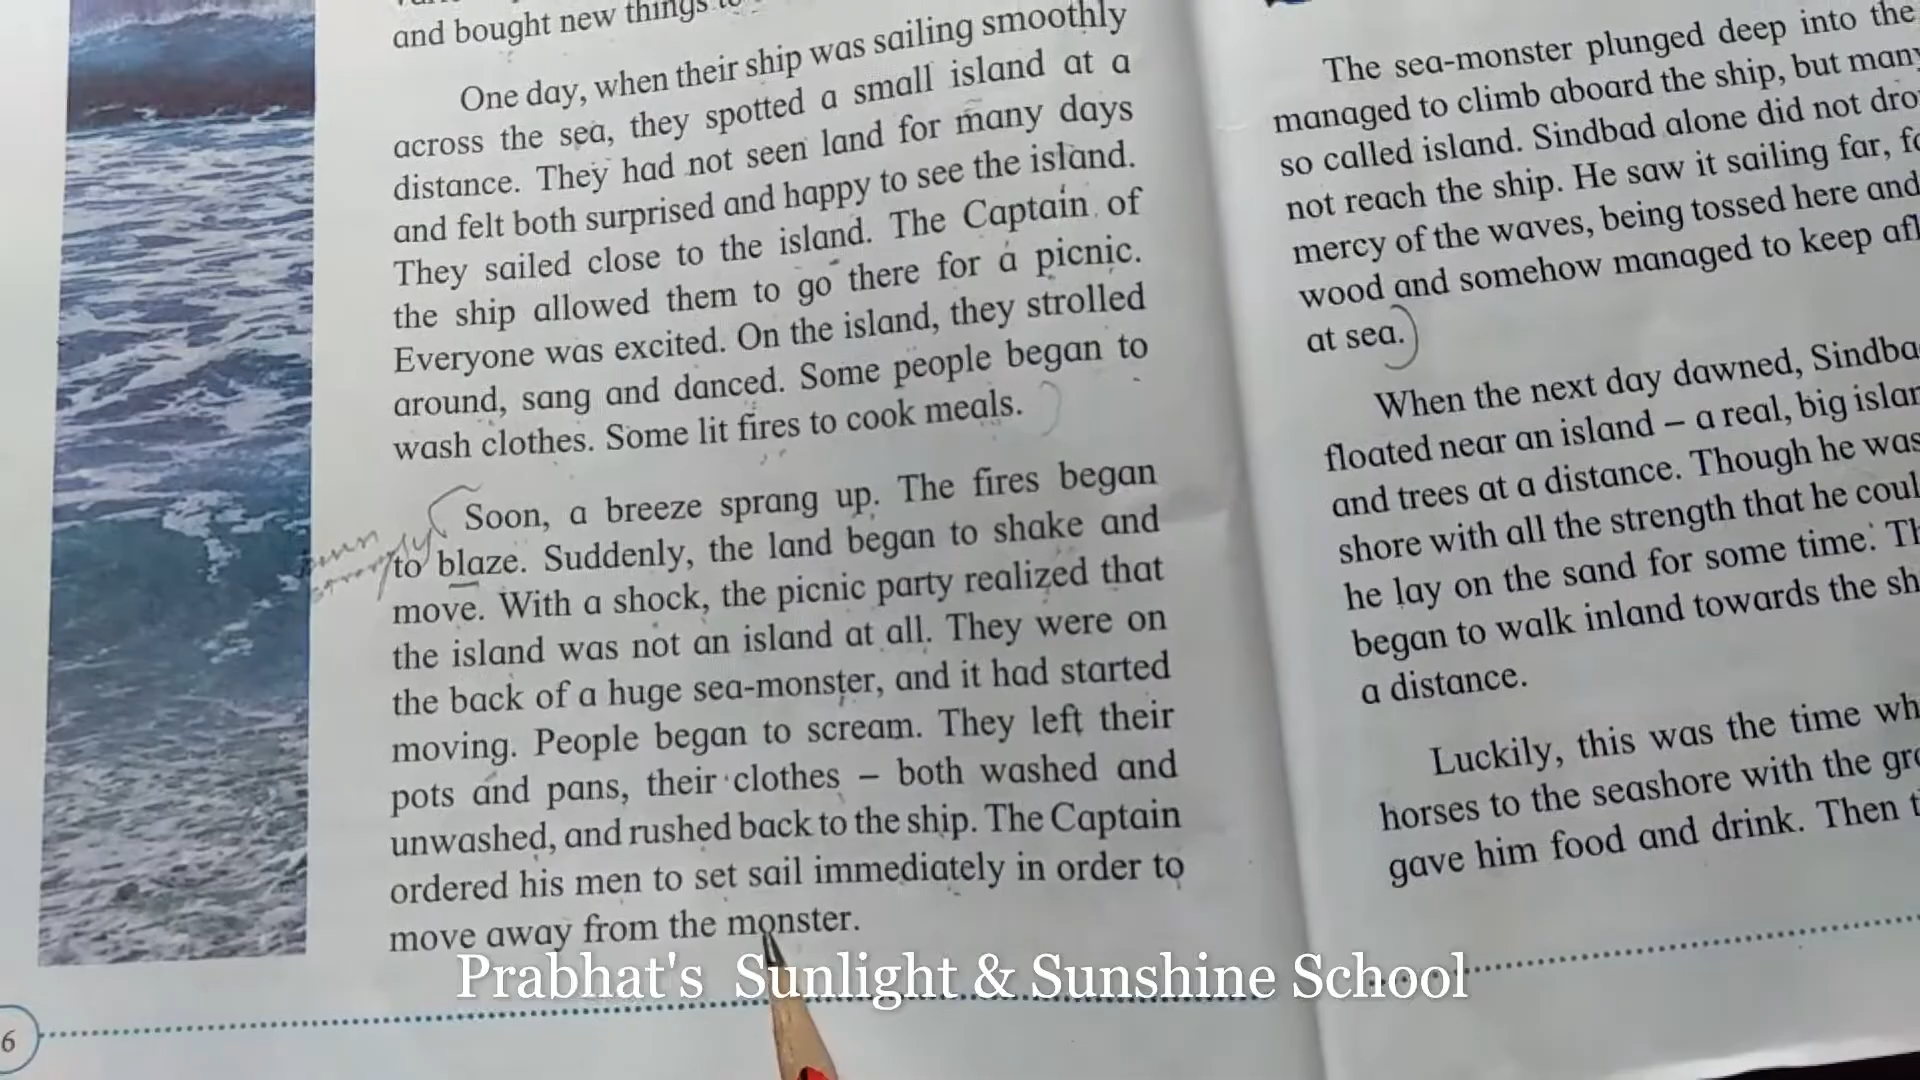 and bought new things to
One day, when their ship was sailing smoothly
across the sea, they spotted a small island at a
distance. They had not seen land for many days
and felt both surprised and happy to see the island.
They sailed close to the island. The Captain of
the ship allowed them to go there for a picnic.
Everyone was excited. On the island, they strolled
around, sang and danced. Some people began to
wash clothes. Some lit fires to cook meals.
Soon, a breeze sprang up. The fires began
to blaze. Suddenly, the land began to shake and
move. With a shock, the picnic party realized that
the island was not an island at all. They were on
the back of a huge sea-monster, and it had started
moving. People began to scream. They left their
pots and pans, their clothes – both washed and
unwashed, and rushed back to the ship. The Captain
ordered his men to set sail immediately in order to
move away from the monster.
6
The sea-monster plunged deep into the
managed to climb aboard the ship, but many
so called island. Sindbad alone did not dro
not reach the ship. He saw it sailing far, fa
mercy of the waves, being tossed here and
wood and somehow managed to keep afl
at sea.
When the next day dawned, Sindba
floated near an island – a real, big islan
and trees at a distance. Though he was
shore with all the strength that he coul
he lay on the sand for some time. Th
began to walk inland towards the sh
a distance.
Luckily, this was the time wh
horses to the seashore with the gro
gave him food and drink. Then t
Prabhat's Sunlight & Sunshine School